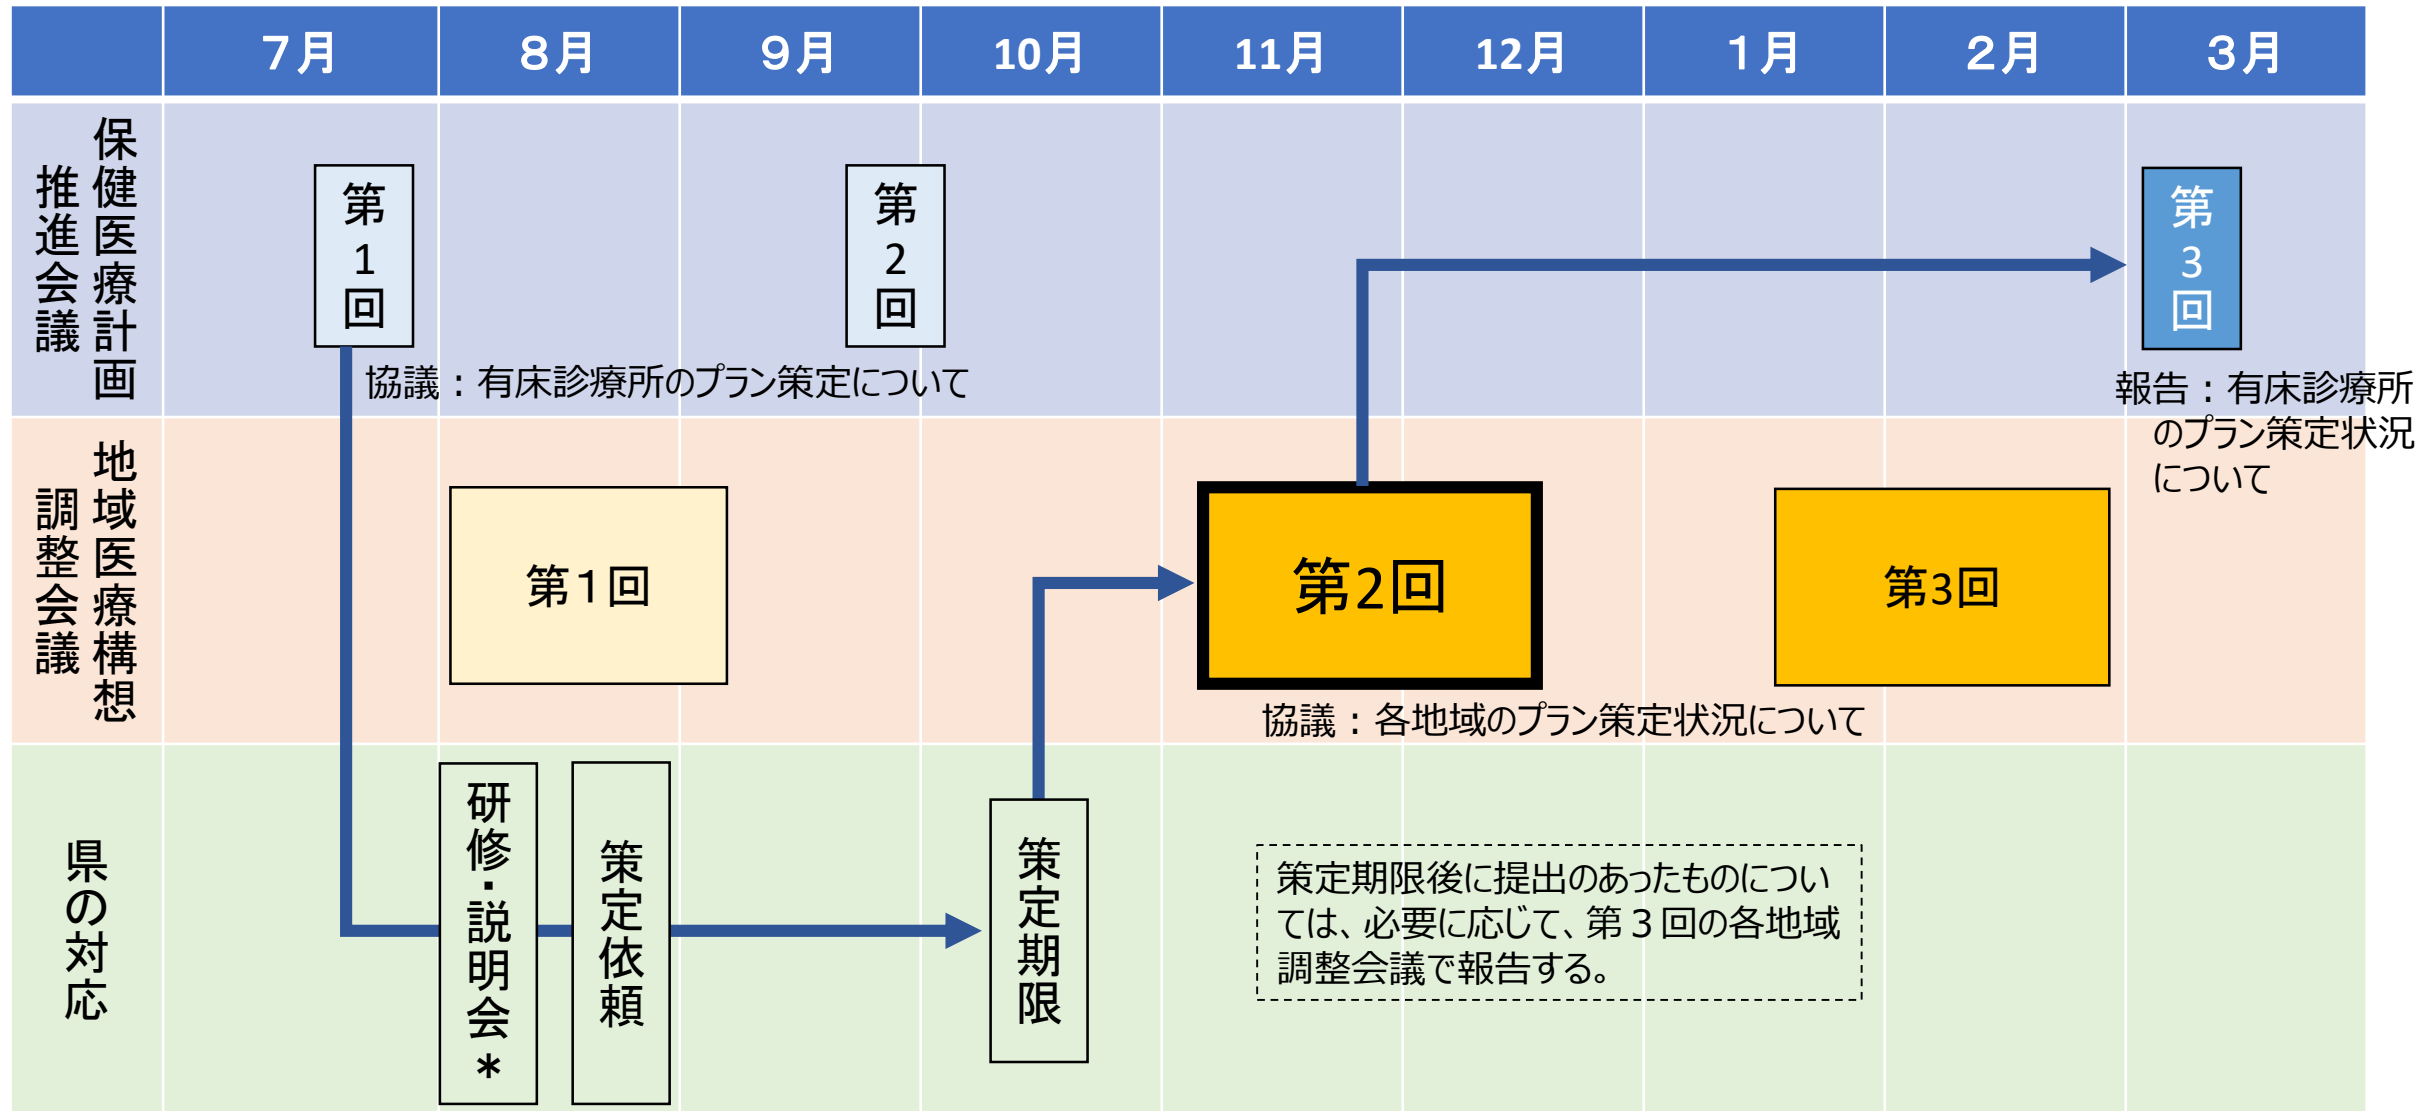 7月
8月
9月
10月
11月
12月
1月
2月
3月
保健医療計画
推進会議
第1回
第2回
第3回
協議：有床診療所のプラン策定について
報告：有床診療所
のプラン策定状況
について
地域医療構想
調整会議
第1回
第2回
第3回
協議：各地域のプラン策定状況について
県の対応
研修・説明会*
策定依頼
策定期限
策定期限後に提出のあったものについ
ては、必要に応じて、第３回の各地域
調整会議で報告する。